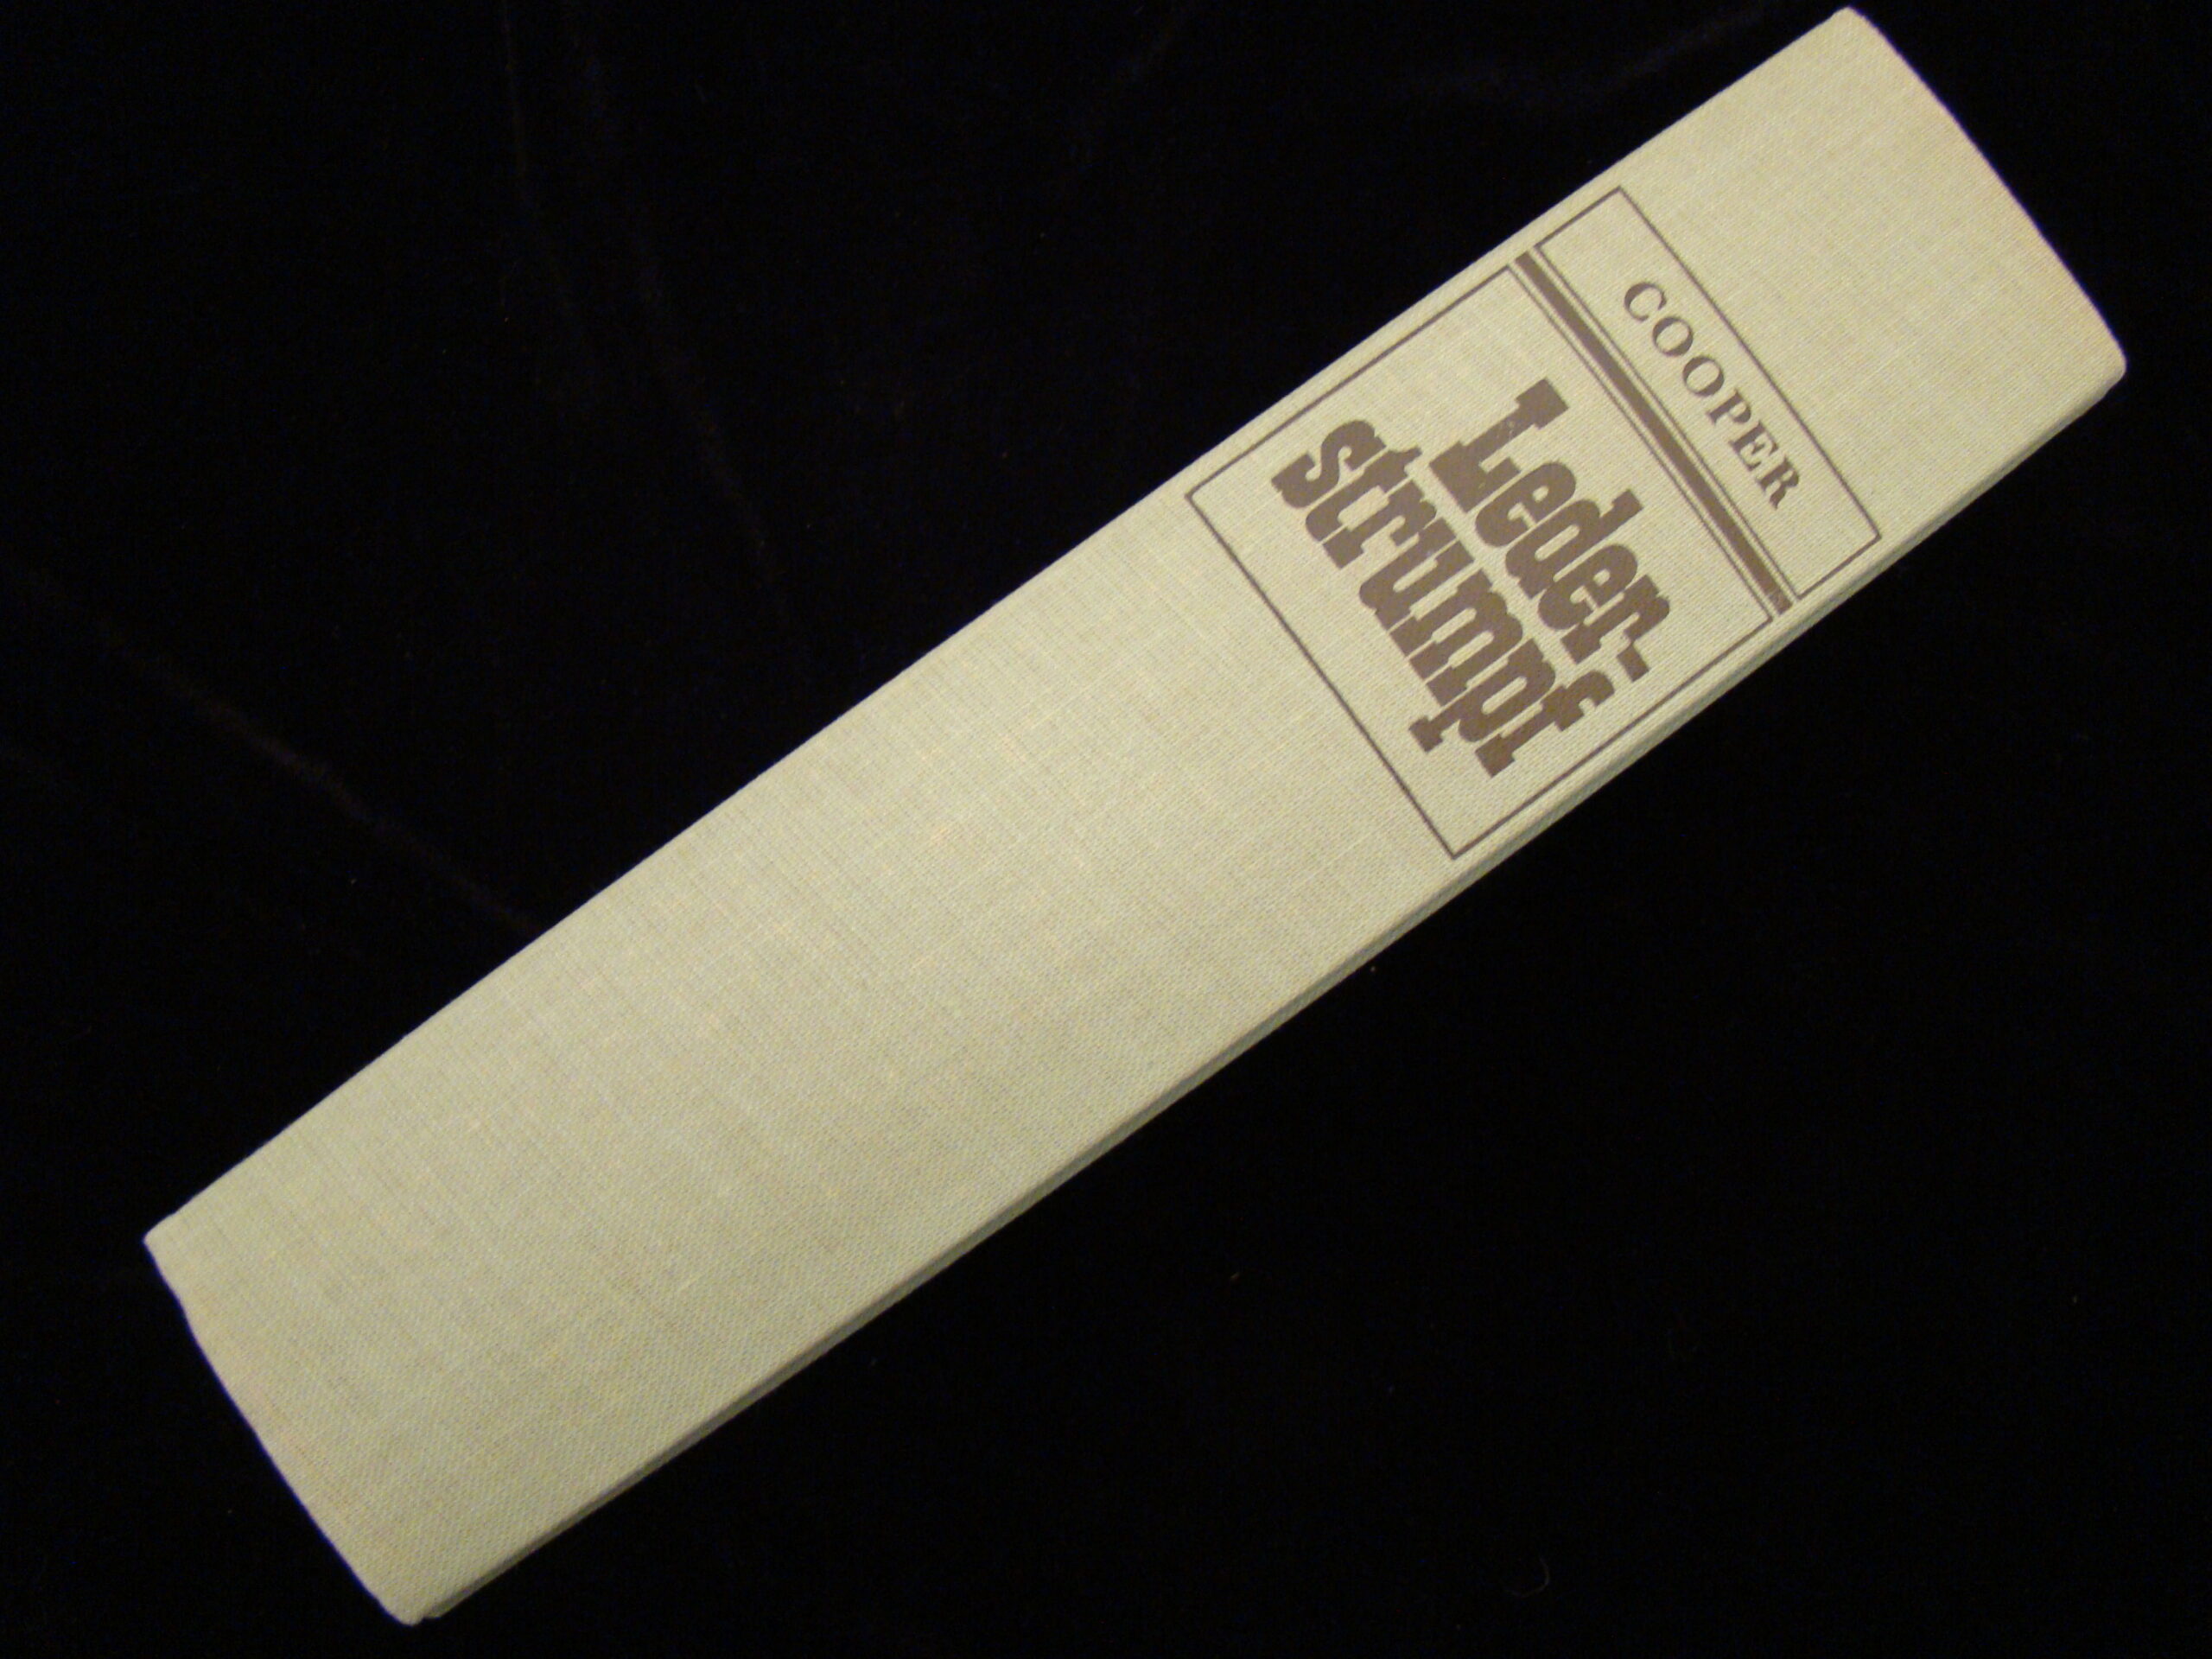 COOPER
Leder-
strumpf